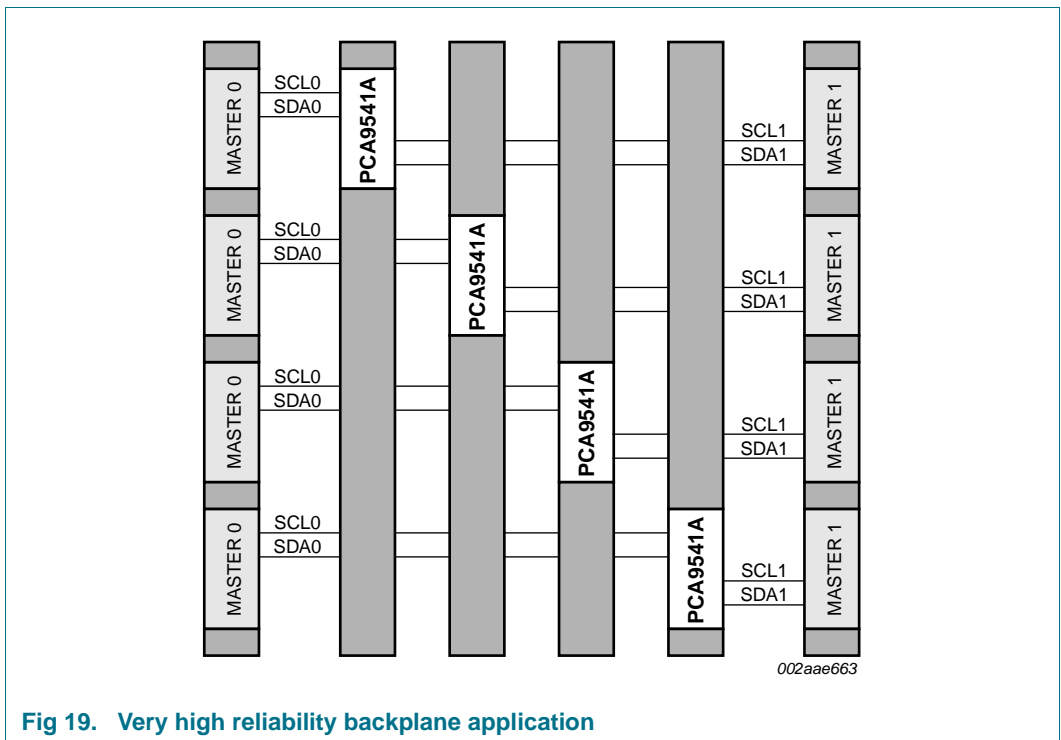 MASTER 0
SCL0
SDA0
PCA9541A
SCL1
SDA1
MASTER 1
MASTER 0
SCL0
SDA0
PCA9541A
SCL1
SDA1
MASTER 1
MASTER 0
SCL0
SDA0
PCA9541A
SCL1
SDA1
MASTER 1
MASTER 0
SCL0
SDA0
PCA9541A
SCL1
SDA1
MASTER 1
002aae663
Fig 19. Very high reliability backplane application